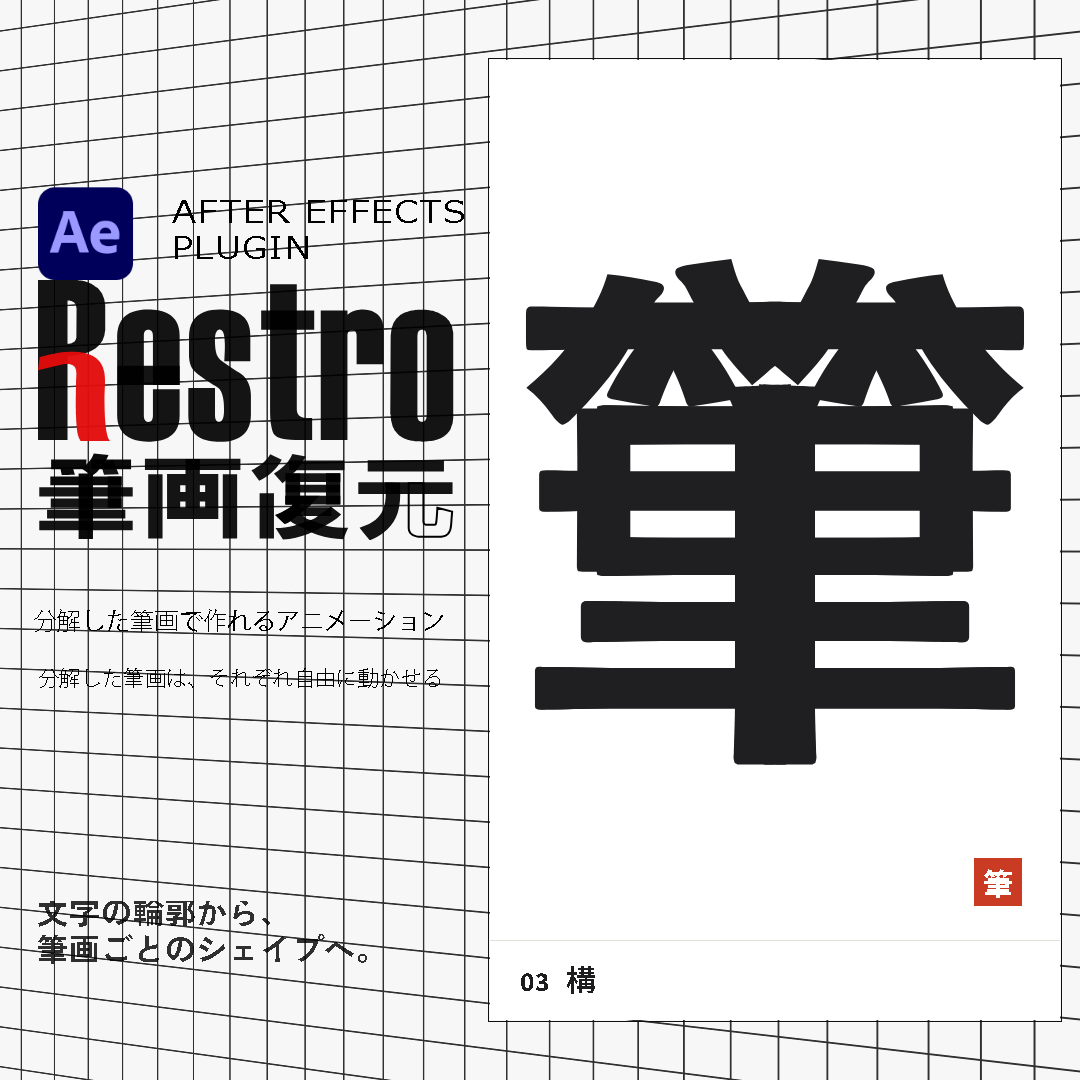 Ae
AFTER EFFECTS
PLUGIN
Restro
筆画復元
分解した筆画で作れるアニメーション
分解した筆画は、それぞれ自由に動かせる
文字の輪郭から、
筆画ごとのシェイプへ。
筆
筆
03 構